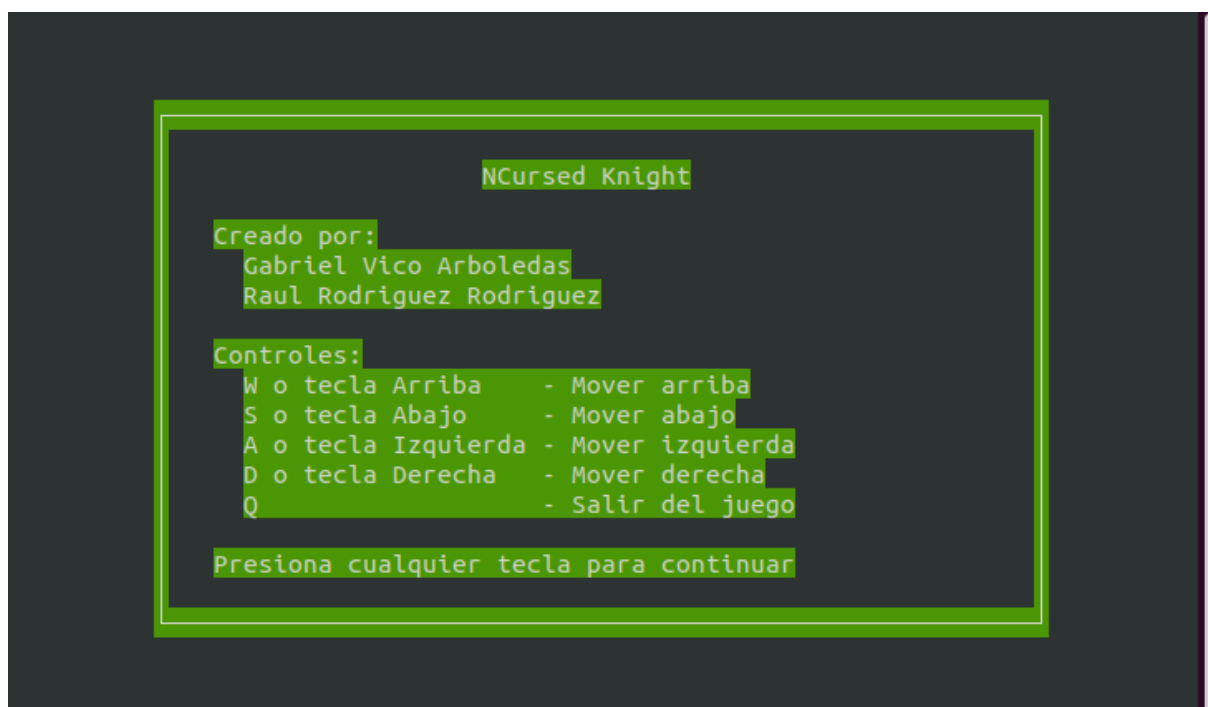 NCursed Knight
Creado por:
Gabriel Vico Arboledas
Raul Rodriguez Rodriguez
Controles:
W o tecla Arriba    - Mover arriba
S o tecla Abajo     - Mover abajo
A o tecla Izquierda - Mover izquierda
D o tecla Derecha   - Mover derecha
Q                   - Salir del juego
Presiona cualquier tecla para continuar